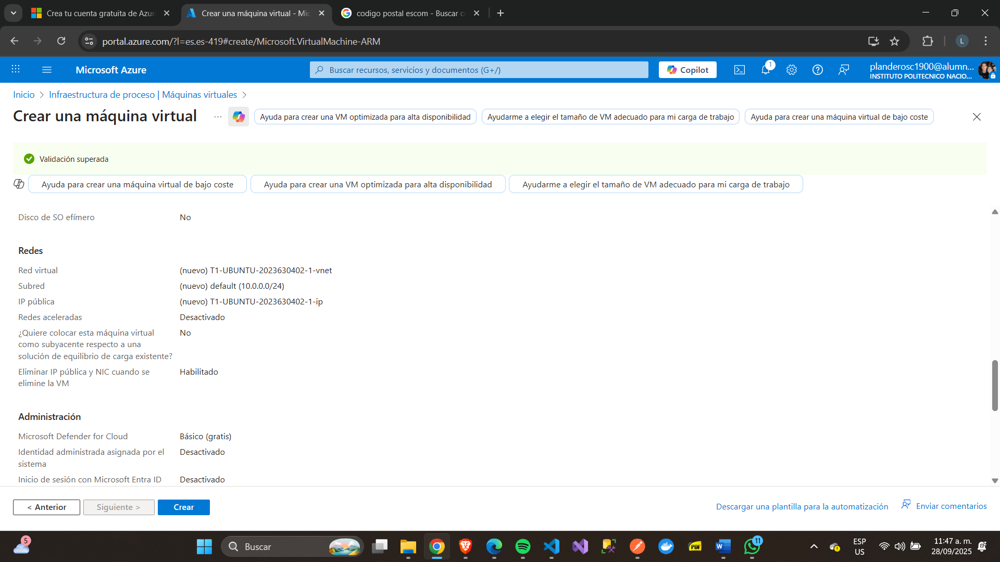 Crea tu cuenta gratuita de Azur
Crear una máquina virtual - Mic
codigo postal escom - Buscar c
portal.azure.com/?l=es.es-419#create/Microsoft.VirtualMachine-ARM
L
Microsoft Azure
Buscar recursos, servicios y documentos (G+/)
Copilot
1
planderosc1900@alumn...
INSTITUTO POLITECNICO NACIO...
Inicio > Infraestructura de proceso | Máquinas virtuales >
Crear una máquina virtual ...
Ayuda para crear una VM optimizada para alta disponibilidad
Ayudarme a elegir el tamaño de VM adecuado para mi carga de trabajo
Ayuda para crear una máquina virtual de bajo coste
Validación superada
Ayuda para crear una máquina virtual de bajo coste
Ayuda para crear una VM optimizada para alta disponibilidad
Ayudarme a elegir el tamaño de VM adecuado para mi carga de trabajo
Disco de SO efímero No
Redes
Red virtual (nuevo) T1-UBUNTU-2023630402-1-vnet
Subred (nuevo) default (10.0.0.0/24)
IP pública (nuevo) T1-UBUNTU-2023630402-1-ip
Redes aceleradas Desactivado
¿Quiere colocar esta máquina virtual No
como subyacente respecto a una
solución de equilibrio de carga existente?
Eliminar IP pública y NIC cuando se Habilitado
elimine la VM
Administración
Microsoft Defender for Cloud Básico (gratis)
Identidad administrada asignada por el Desactivado
sistema
Inicio de sesión con Microsoft Entra ID Desactivado
< Anterior
Siguiente >
Crear
Descargar una plantilla para la automatización
Enviar comentarios
5
Buscar
PDF
W
11
ESP
US
11:47 a. m.
28/09/2025